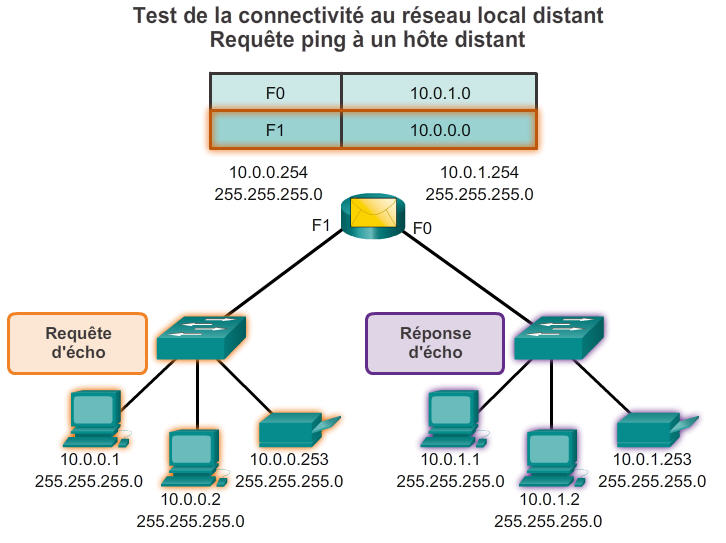 Test de la connectivité au réseau local distant
Requête ping à un hôte distant
F0 10.0.1.0
F1 10.0.0.0
10.0.0.254
255.255.255.0
10.0.1.254
255.255.255.0
F1
F0
Requête
d'écho
Réponse
d'écho
10.0.0.1
255.255.255.0
10.0.0.2
255.255.255.0
10.0.0.253
255.255.255.0
10.0.1.1
255.255.255.0
10.0.1.2
255.255.255.0
10.0.1.253
255.255.255.0